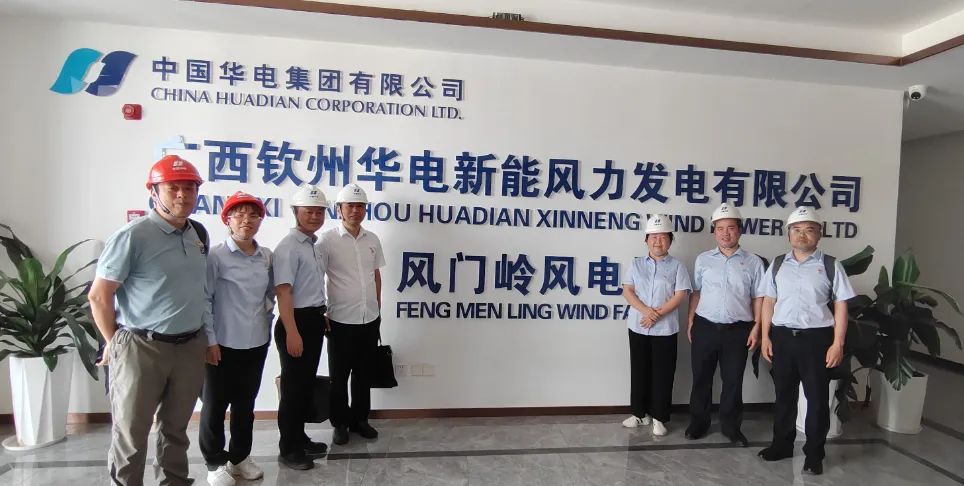 中国华电集团有限公司
CHINA HUADIAN CORPORATION LTD.
西钦州华电新能风力发电有限公司
HUADIAN XINNENG WIND LTD
风门岭风电
FENG MEN LING WIND